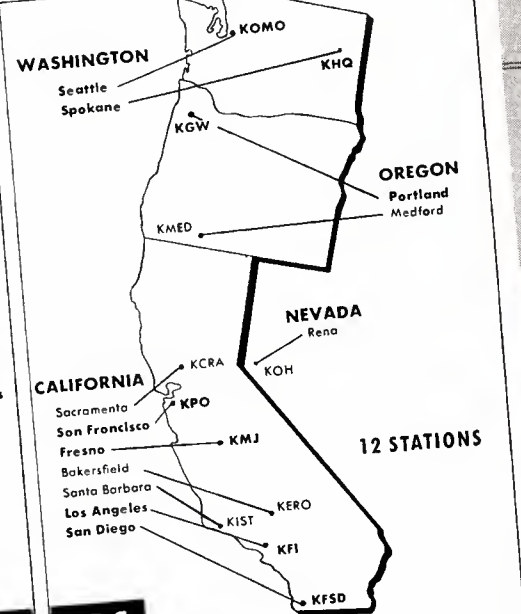 KOMO
WASHINGTON
KHQ
Seattle
Spokane
KGW
OREGON
Portland
Medford
KMED
NEVADA
Reno
KOH
KCRA
CALIFORNIA
Sacramento
KPO
San Francisco
Fresno
KMJ
12 STATIONS
Bakersfield
Santa Barbara
KERO
Los Angeles
KIST
San Diego
KFI
KFSD